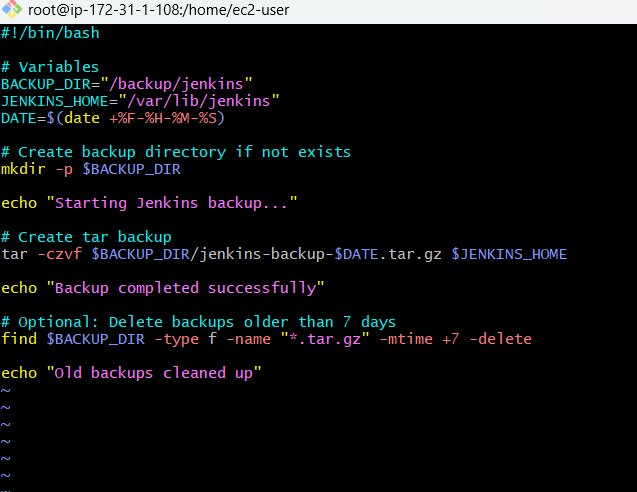 root@ip-172-31-1-108:/home/ec2-user
#!/bin/bash
# Variables
BACKUP_DIR="/backup/jenkins"
JENKINS_HOME="/var/lib/jenkins"
DATE=$(date +%F-%H-%M-%S)
# Create backup directory if not exists
mkdir -p $BACKUP_DIR
echo "Starting Jenkins backup..."
# Create tar backup
tar -czvf $BACKUP_DIR/jenkins-backup-$DATE.tar.gz $JENKINS_HOME
echo "Backup completed successfully"
# Optional: Delete backups older than 7 days
find $BACKUP_DIR -type f -name "*.tar.gz" -mtime +7 -delete
echo "Old backups cleaned up"
~
~
~
~
~
~